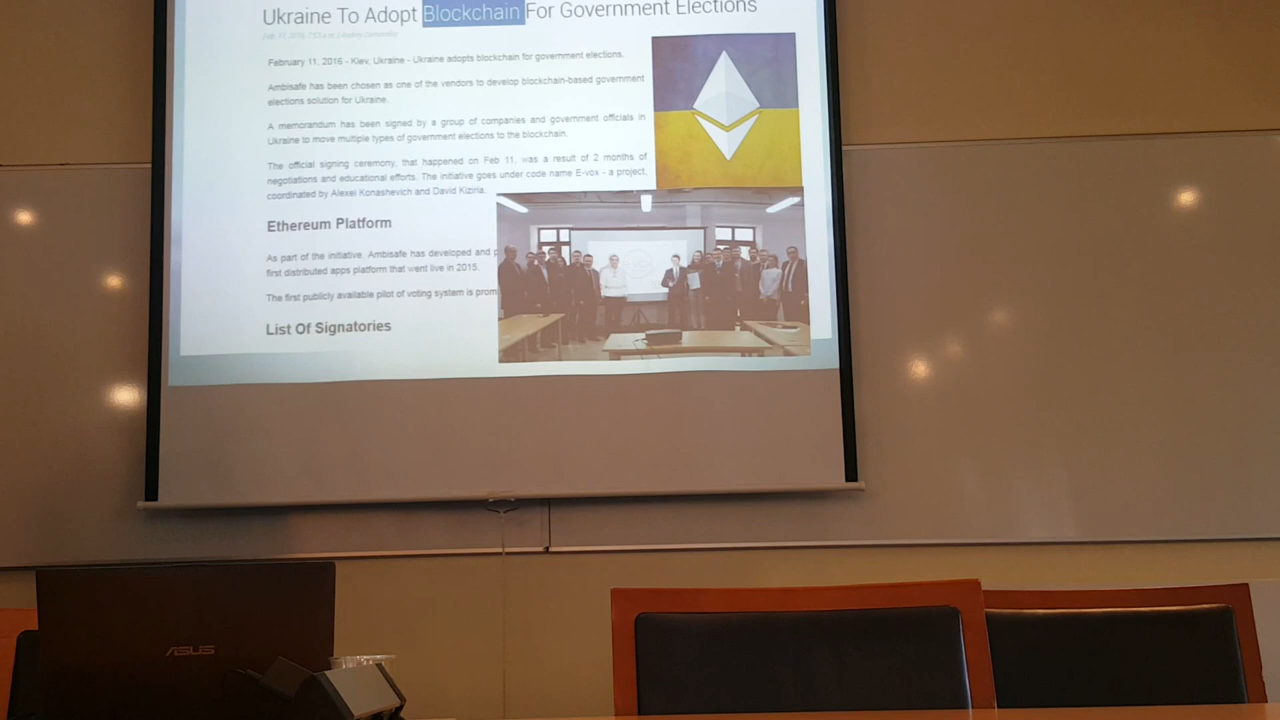 Ukraine To Adopt Blockchain For Government Elections
February 11, 2016 - Kiev, Ukraine - Ukraine adopts blockchain for government elections.
Ambisafe has been chosen as one of the vendors to develop blockchain-based government
elections solution for Ukraine.
A memorandum has been signed by a group of companies and government officials in
Ukraine to move multiple types of government elections to the blockchain.
The official signing ceremony, that happened on Feb 11, was a result of 2 months of
negotiations and educational efforts. The initiative goes under code name E-vox - a project,
coordinated by Alexei Konashevich and David Kiziria.
Ethereum Platform
As part of the initiative, Ambisafe has developed and p
first distributed apps platform that went live in 2015.
The first publicly available pilot of voting system is prom
List Of Signatories
ASUS